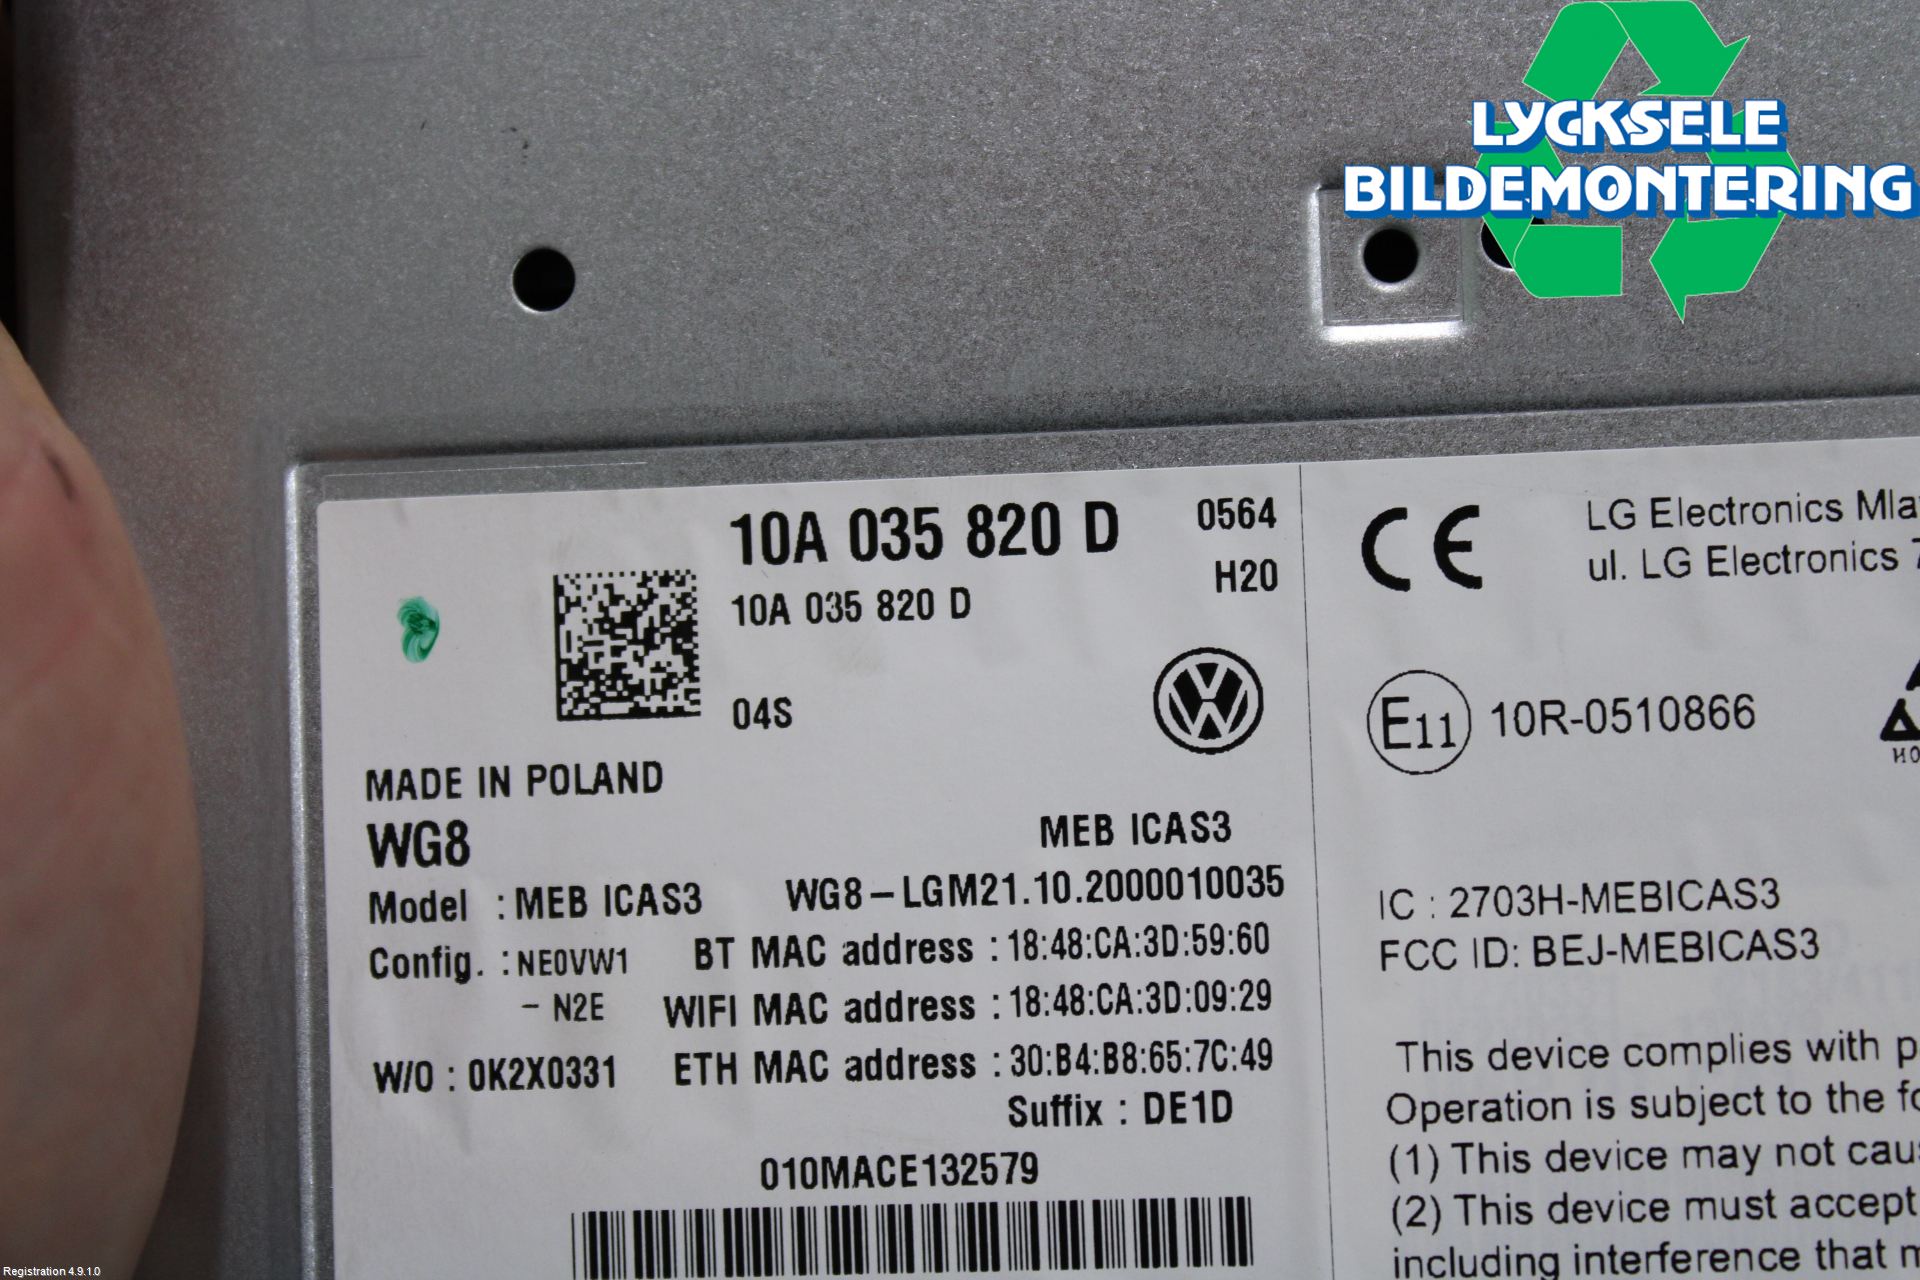 LYCKSELE
BILDEMONTERING
10A 035 820 D
0564
H20
10A 035 820 D
04S
MADE IN POLAND
WG8
MEB ICAS3
Model : MEB ICAS3
WG8-LGM21.10.2000010035
Config. : NE0VW1
- N2E
BT MAC address : 18:48:CA:3D:59:60
WIFI MAC address : 18:48:CA:3D:09:29
W/O : 0K2X0331
ETH MAC address : 30:B4:B8:65:7C:49
Suffix : DE1D
010MACE132579
CE
LG Electronics Mla
ul. LG Electronics 7
E11 10R-0510866
IC : 2703H-MEBICAS3
FCC ID: BEJ-MEBICAS3
This device complies with
Operation is subject to the
(1) This device may not
(2) This device must accept
including interference that
Registration 4.9.1.0